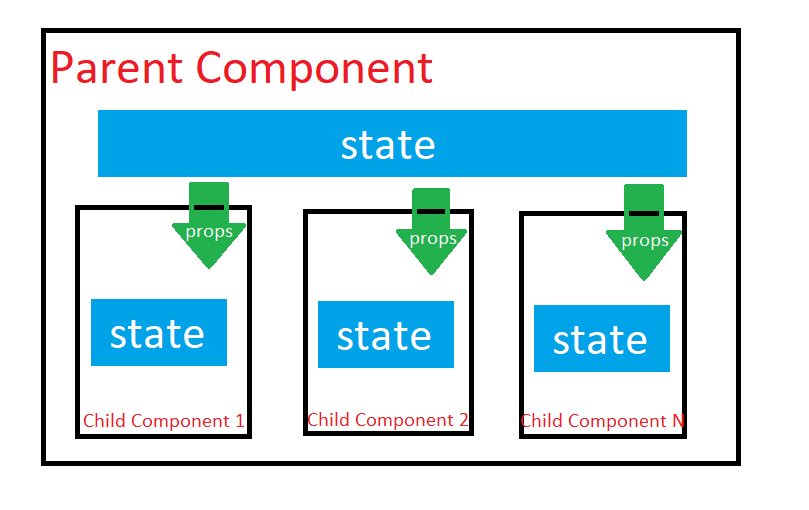 Parent Component
state
props
props
props
state
state
state
Child Component 1
Child Component 2
Child Component N